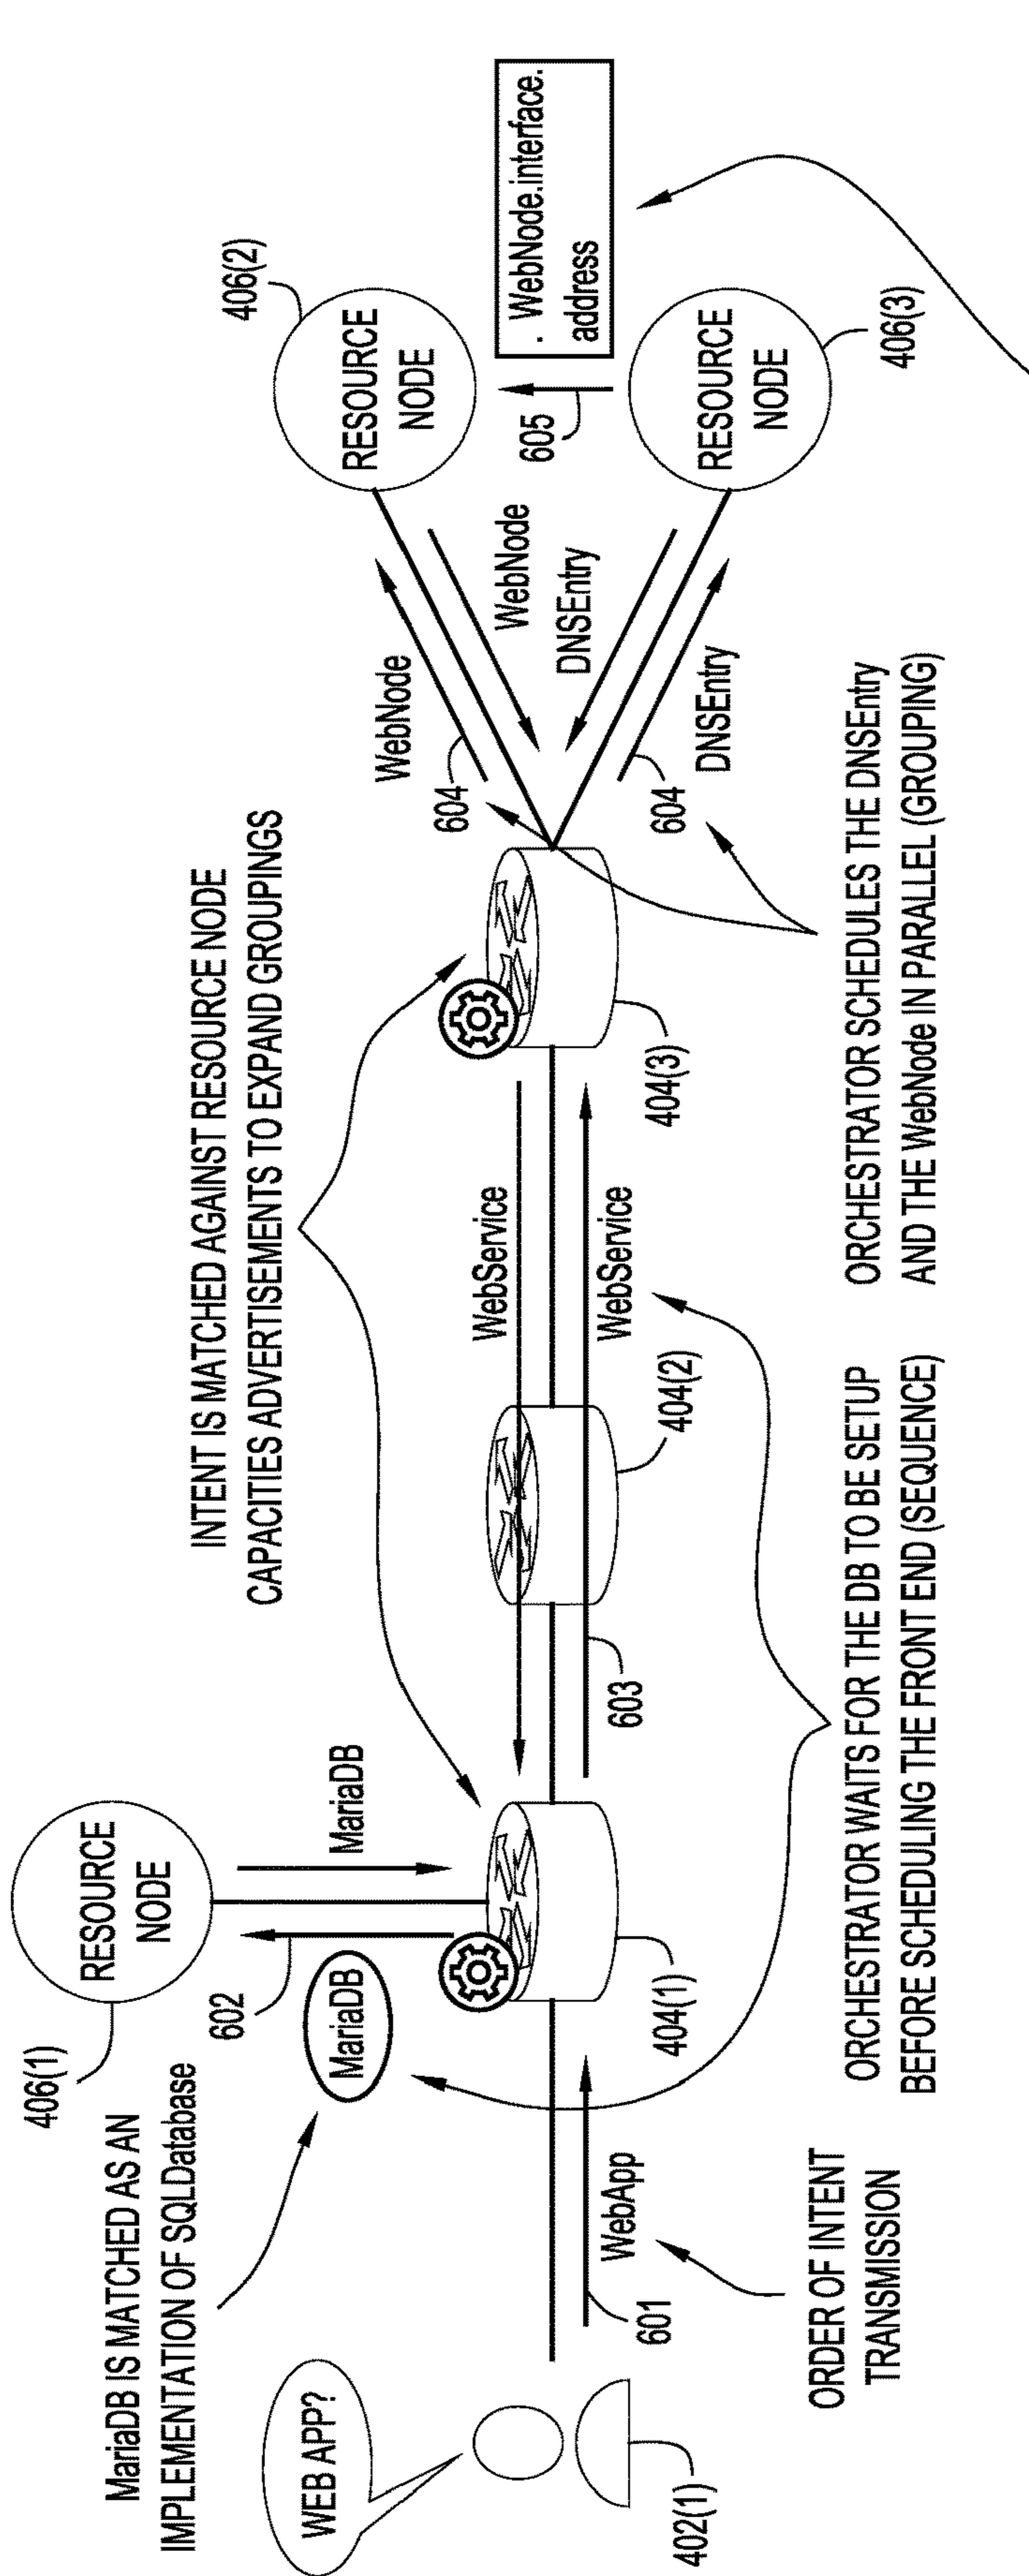 WEB APP?
402(1)
MariaDB IS MATCHED AS AN
IMPLEMENTATION OF SQLDatabase
406(1)
RESOURCE
NODE
602
MariaDB
MariaDB
601
WebApp
ORDER OF INTENT
TRANSMISSION
404(1)
603
404(2)
WebService
WebService
404(3)
INTENT IS MATCHED AGAINST RESOURCE NODE
CAPACITIES ADVERTISEMENTS TO EXPAND GROUPINGS
ORCHESTRATOR WAITS FOR THE DB TO BE SETUP
BEFORE SCHEDULING THE FRONT END (SEQUENCE)
ORCHESTRATOR SCHEDULES THE DNSEntry
AND THE WebNode IN PARALLEL (GROUPING)
604
WebNode
WebNode
DNSEntry
604
DNSEntry
406(2)
RESOURCE
NODE
605
. WebNode.interface.
address
RESOURCE
NODE
406(3)